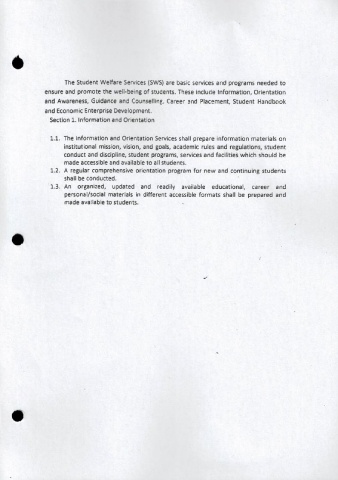 The Student Welfare Services (SWS) are basic services and programs needed to
ensure and promote the well-being of students. These include Information, Orientation
and Awareness, Guidance and Counselling, Career and Placement, Student Handbook
and Economic Enterprise Development.
Section 1. Information and Orientation
1.1. The Information and Orientation Services shall prepare information materials on
institutional mission, vision, and goals, academic rules and regulations, student
conduct and discipline, student programs, services and facilities which should be
made accessible and available to all students.
1.2. A regular comprehensive orientation program for new and continuing students
shall be conducted.
1.3. An organized, updated and readily available educational, career and
personal/social materials in different accessible formats shall be prepared and
made available to students.